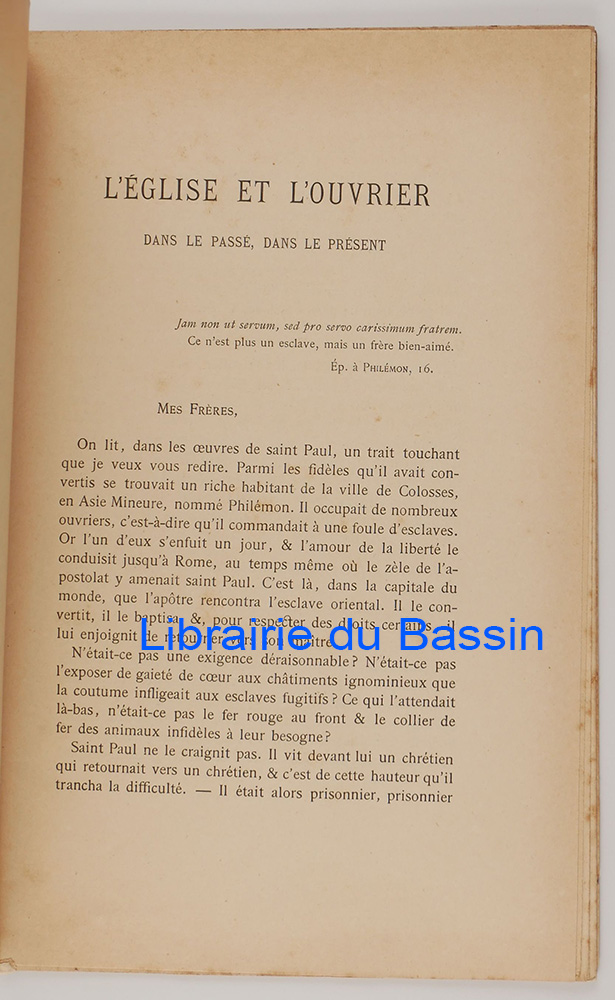 L'ÉGLISE ET L'OUVRIER
DANS LE PASSÉ, DANS LE PRÉSENT
Jam non ut servum, sed pro servo carissimum fratrem.
Ce n'est plus un esclave, mais un frère bien-aimé.
Ép. à PHILÉMON, 16.
MES FRÈRES,
On lit, dans les œuvres de saint Paul, un trait touchant
que je veux vous redire. Parmi les fidèles qu'il avait con-
vertis se trouvait un riche habitant de la ville de Colosses,
en Asie Mineure, nommé Philémon. Il occupait de nombreux
ouvriers, c'est-à-dire qu'il commandait à une foule d'esclaves.
Or l'un d'eux s'enfuit un jour, & l'amour de la liberté le
conduisit jusqu'à Rome, au temps même où le zèle de l'a-
postolat y amenait saint Paul. C'est là, dans la capitale du
monde, que l'apôtre rencontra l'esclave oriental. Il le con-
vertit, il le baptisa, &, pour respecter des droits certains, il
lui enjoignit de retourner vers son maître.
Librairie du Bassin
N'était-ce pas une exigence déraisonnable? N'était-ce pas
l'exposer de gaieté de cœur aux châtiments ignominieux que
la coutume infligeait aux esclaves fugitifs? Ce qui l'attendait
là-bas, n'était-ce pas le fer rouge au front & le collier de
fer des animaux infidèles à leur besogne?
Saint Paul ne le craignit pas. Il vit devant lui un chrétien
qui retournait vers un chrétien, & c'est de cette hauteur qu'il
trancha la difficulté. — Il était alors prisonnier, prisonnier